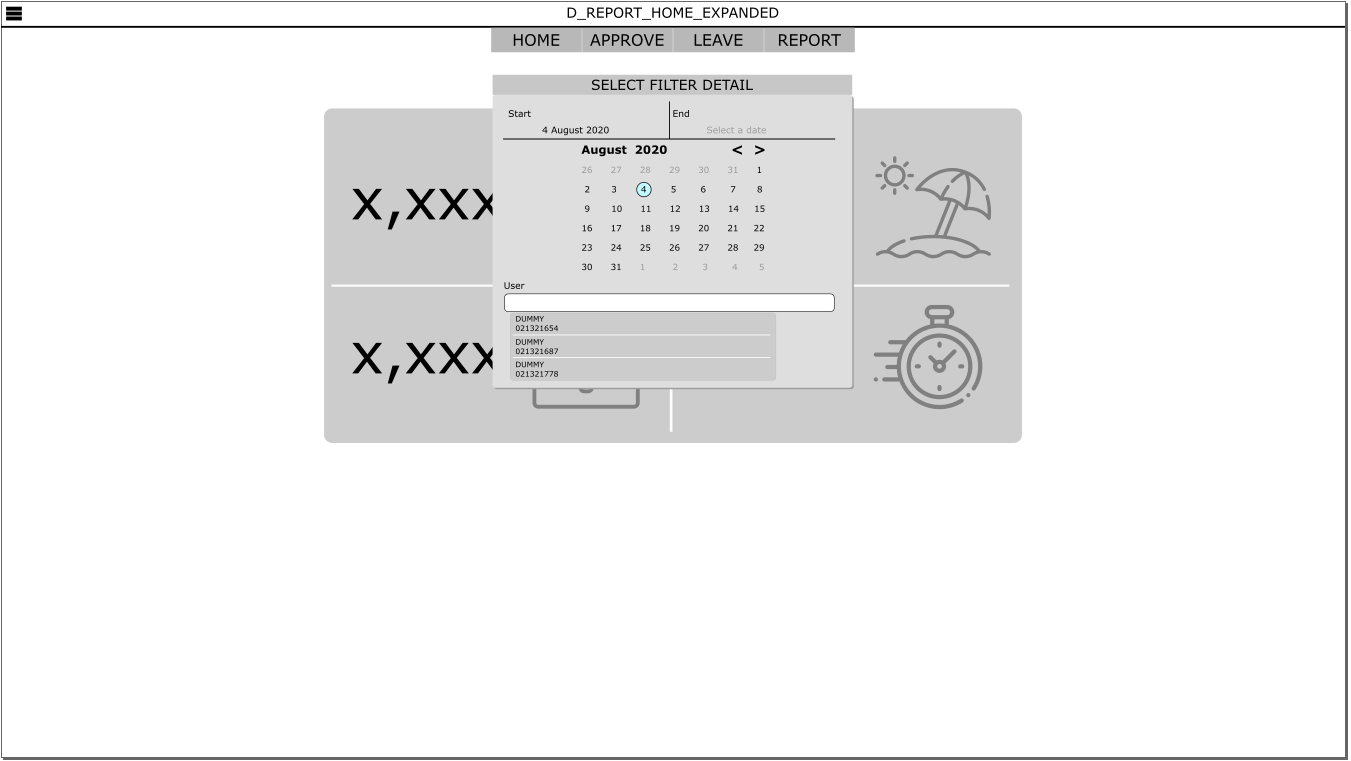 D_REPORT_HOME_EXPANDED
HOME APPROVE LEAVE REPORT
SELECT FILTER DETAIL
Start End
4 August 2020 Select a date
August 2020 < >
26 27 28 29 30 31 1
2 3 4 5 6 7 8
9 10 11 12 13 14 15
16 17 18 19 20 21 22
23 24 25 26 27 28 29
30 31 1 2 3 4 5
User
DUMMY
021321654
DUMMY
021321687
DUMMY
021321778
x,xxx
x,xxx